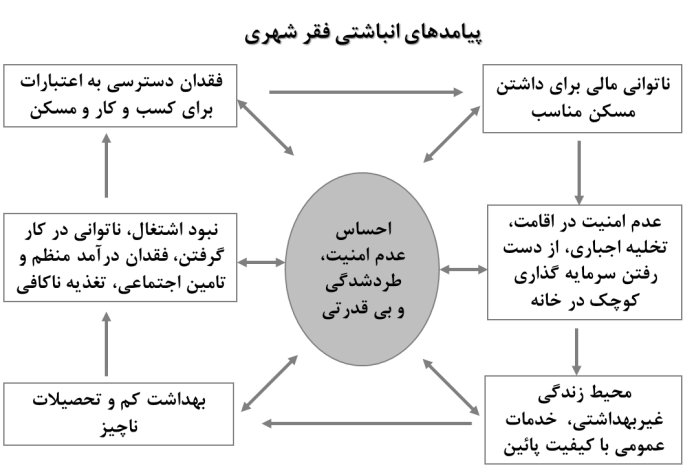 پیامدهای انباشتی فقر شهری
ناتوانی مالی برای داشتن
مسکن مناسب
فقدان دسترسی به اعتبارات
برای کسب و کار و مسکن
عدم امنیت در اقامت،
تخلیه اجباری، از دست
رفتن سرمایه گذاری
کوچک در خانه
احساس
عدم امنیت،
طردشدگی
و بی قدرتی
نبود اشتغال، ناتوانی در کار
گرفتن، فقدان درآمد منظم و
تامین اجتماعی، تغذیه ناکافی
محیط زندگی
غیربهداشتی، خدمات
عمومی با کیفیت پائین
بهداشت کم و تحصیلات
ناچیز